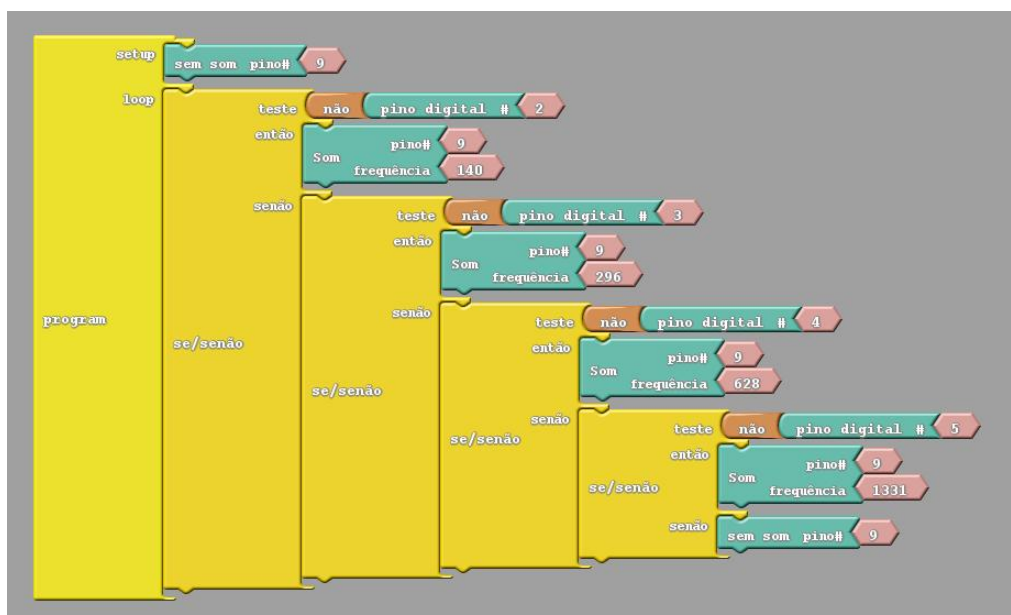 setup
sem som pino# 9
loop
teste não pino digital # 2
então
Som pino# 9
frequência 140
senão
teste não pino digital # 3
então
Som pino# 9
frequência 296
senão
teste não pino digital # 4
então
Som pino# 9
frequência 628
senão
teste não pino digital # 5
então
Som pino# 9
frequência 1331
senão
sem som pino# 9
program
se/senão
se/senão
se/senão
se/senão